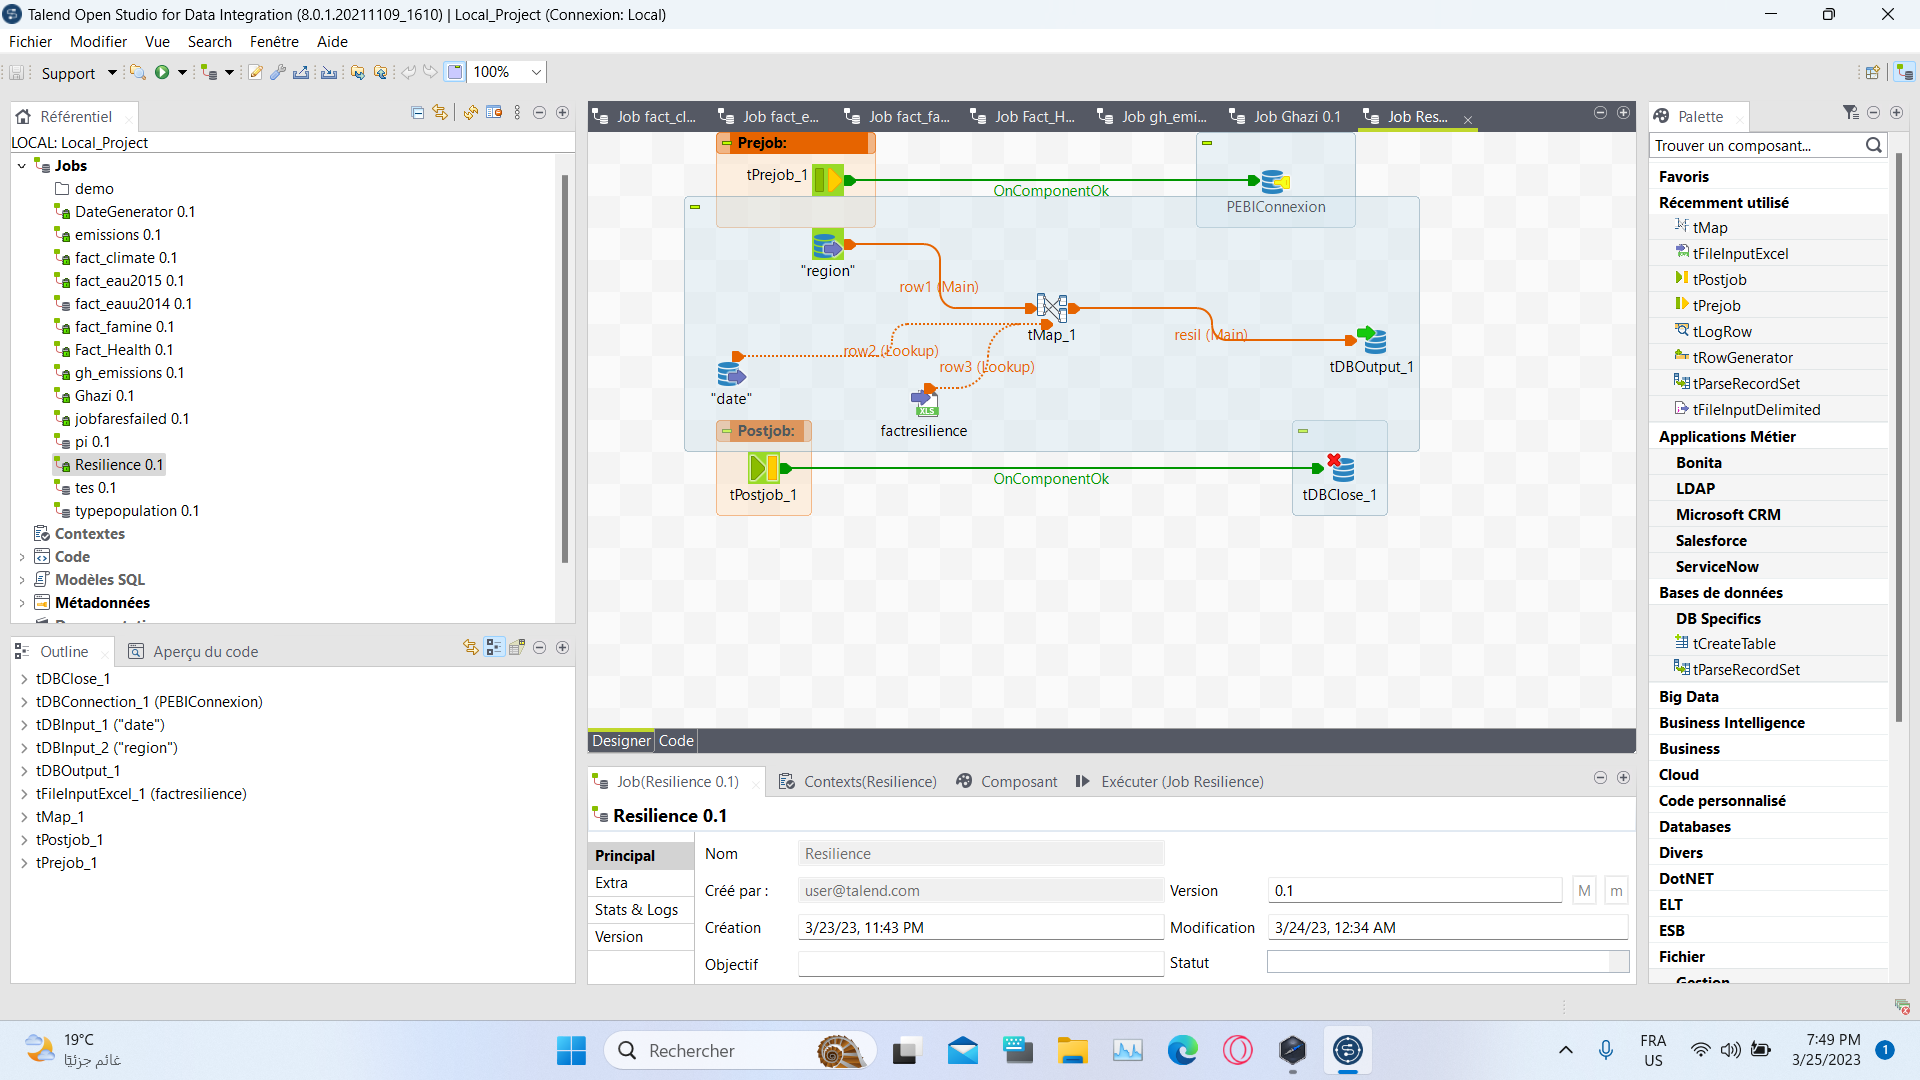 Talend Open Studio for Data Integration (8.0.1.20211109_1610) | Local_Project (Connexion: Local)
Fichier Modifier Vue Search Fenêtre Aide
Support 100%
Référentiel
LOCAL: Local_Project
Jobs
demo
DateGenerator 0.1
emissions 0.1
fact_climate 0.1
fact_eau2015 0.1
fact_eauu2014 0.1
fact_famine 0.1
Fact_Health 0.1
gh_emissions 0.1
Ghazi 0.1
jobfaresfailed 0.1
pi 0.1
Resilience 0.1
tes 0.1
typepopulation 0.1
Contextes
Code
Modèles SQL
Métadonnées
Outline Aperçu du code
tDBClose_1
tDBConnection_1 (PEBIConnexion)
tDBInput_1 ("date")
tDBInput_2 ("region")
tDBOutput_1
tFileInputExcel_1 (factresilience)
tMap_1
tPostjob_1
tPrejob_1
Job fact_cl... Job fact_e... Job fact_fa... Job Fact_H... Job gh_emi... Job Ghazi 0.1 Job Res...
Prejob:
tPrejob_1
OnComponentOk
PEBIConnexion
"region"
row1 (Main)
tMap_1
resil (Main)
row2 (Lookup)
row3 (Lookup)
tDBOutput_1
"date"
XLS
factresilience
Postjob:
OnComponentOk
tPostjob_1
tDBClose_1
Designer Code
Job(Resilience 0.1) Contexts(Resilience) Composant Exécuter (Job Resilience)
Resilience 0.1
Principal
Extra
Stats & Logs
Version
Nom Resilience
Créé par : user@talend.com Version 0.1 M m
Création 3/23/23, 11:43 PM Modification 3/24/23, 12:34 AM
Objectif Statut
Palette
Trouver un composant...
Favoris
Récemment utilisé
tMap
tFileInputExcel
tPostjob
tPrejob
tLogRow
tRowGenerator
tParseRecordSet
tFileInputDelimited
Applications Métier
Bonita
LDAP
Microsoft CRM
Salesforce
ServiceNow
Bases de données
DB Specifics
tCreateTable
tParseRecordSet
Big Data
Business Intelligence
Business
Cloud
Code personnalisé
Databases
Divers
DotNET
ELT
ESB
Fichier
Gestion
19°C
غائم جزئيًا
Rechercher
FRA
US
7:49 PM
3/25/2023
1